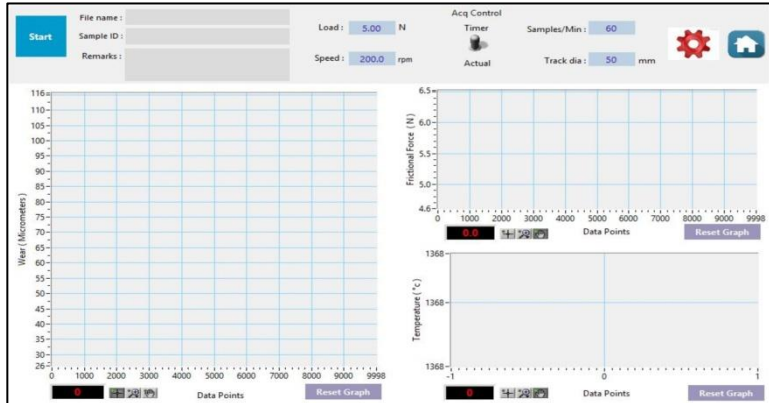 Start
File name :
Sample ID :
Remarks :
Load : 5.00 N
Speed : 200.0 rpm
Acq Control
Timer
Actual
Samples/Min : 60
Track dia : 50 mm
Wear ( Micrometers )
116
110
105
100
95
90
85
80
75
70
65
60
55
50
45
40
35
30
26
0 1000 2000 3000 4000 5000 6000 7000 8000 9998
0
Data Points
Reset Graph
Frictional Force ( N )
6.5
6.0
5.5
5.0
4.6
0 1000 2000 3000 4000 5000 6000 7000 8000 9998
0.0
Data Points
Reset Graph
Temperature ( °c )
1368
1368
1368
-1 0 1
0
Data Points
Reset Graph